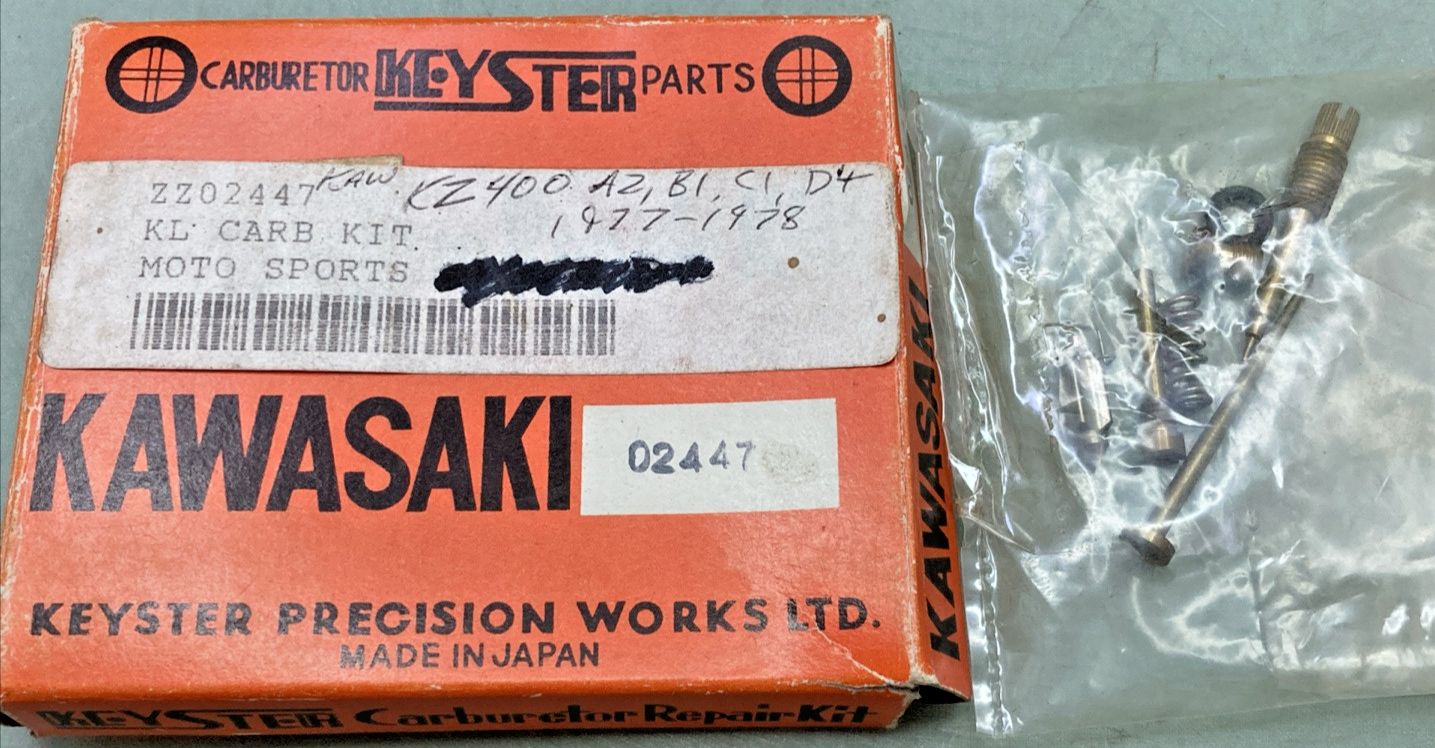 CARBURETOR KEYSTER PARTS
ZZ02447 KAW. KZ400 A2, B1, C1, D4
1977-1978
KL CARB KIT
MOTO SPORTS
KAWASAKI 02447
KEYSTER PRECISION WORKS LTD.
MADE IN JAPAN
KEYSTER Carburetor Repair Kit
KAWASAKI